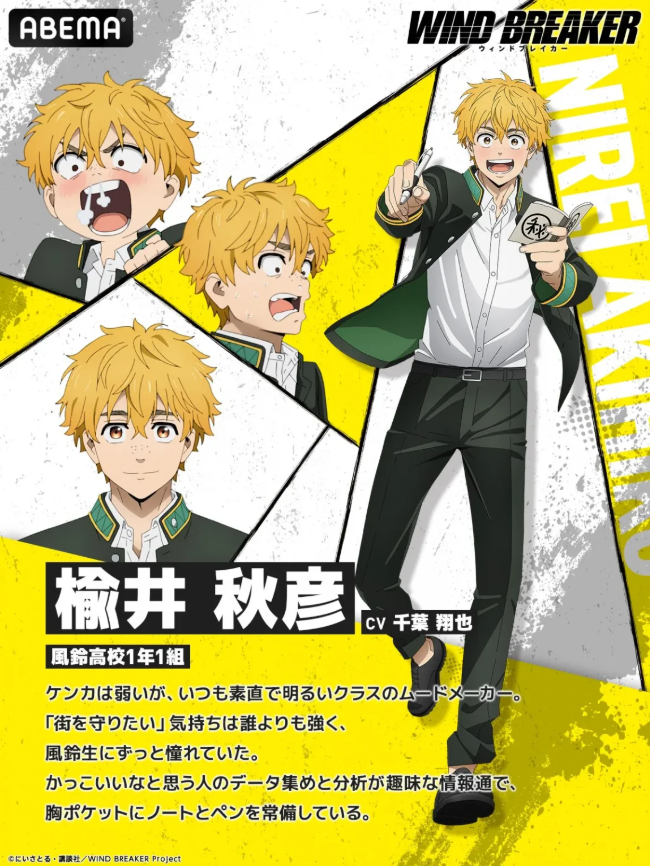 ABEMA
WIND BREAKER
ウィンドブレイカー
NIREI AKIHIKO
秘
楡井 秋彦
CV 千葉 翔也
風鈴高校1年1組
ケンカは弱いが、いつも素直で明るいクラスのムードメーカー。
「街を守りたい」気持ちは誰よりも強く、
風鈴生にずっと憧れていた。
かっこいいなと思う人のデータ集めと分析が趣味な情報通で、
胸ポケットにノートとペンを常備している。
©にいさとる・講談社／WIND BREAKER Project